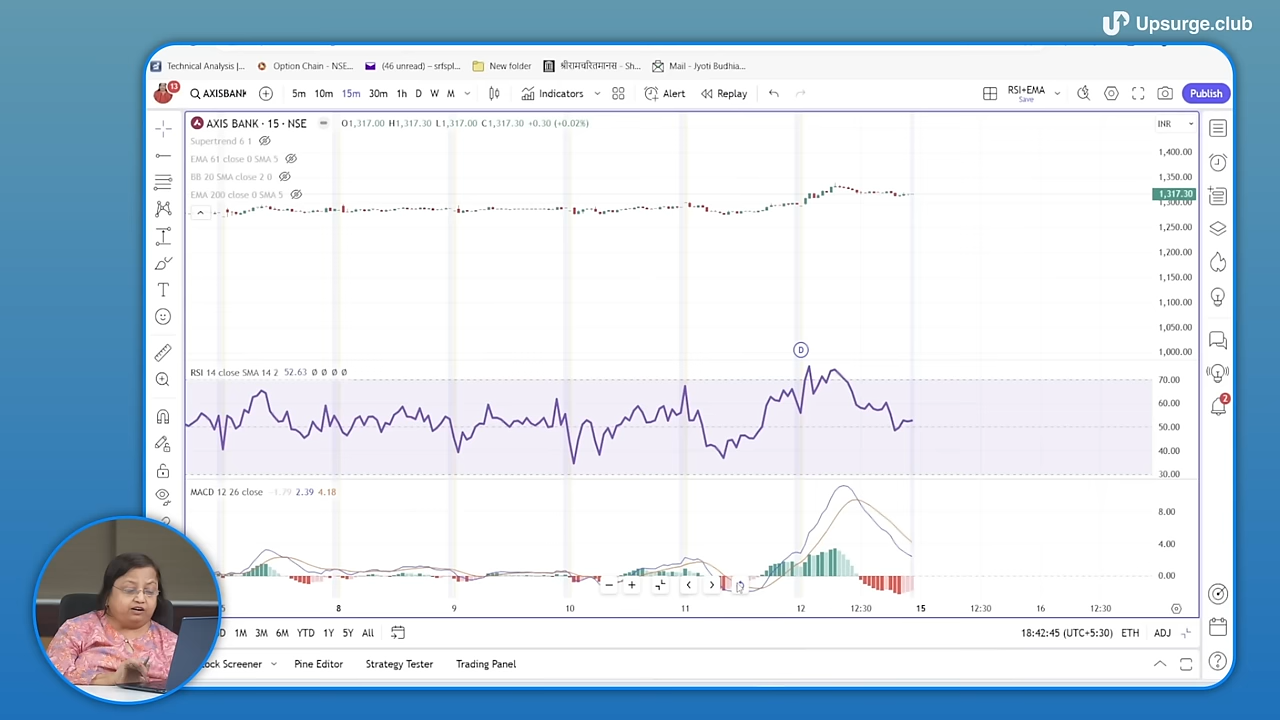 Upsurge.club
Technical Analysis |... Option Chain - NSE... (46 unread) – srfspl... New folder श्रीरामचरितमानस - Sh... Mail - Jyoti Budhia...
13 AXISBANK 5m 10m 15m 30m 1h D W M Indicators Alert Replay RSI+EMA Save Publish
AXIS BANK · 15 · NSE O1,317.00 H1,317.30 L1,317.00 C1,317.30 +0.30 (+0.02%) INR
Supertrend 6 1
EMA 61 close 0 SMA 5
BB 20 SMA close 2 0
EMA 200 close 0 SMA 5
1,400.00
1,350.00
1,317.30
1,300.00
1,250.00
1,200.00
1,150.00
1,100.00
1,050.00
1,000.00
D
RSI 14 close SMA 14 2 52.63 Ø Ø Ø Ø
70.00
60.00
50.00
40.00
30.00
2
MACD 12 26 close −1.79 2.39 4.18
8.00
4.00
0.00
8 9 10 11 12 12:30 15 12:30 16 12:30
D 1M 3M 6M YTD 1Y 5Y All 18:42:45 (UTC+5:30) ETH ADJ
tock Screener Pine Editor Strategy Tester Trading Panel